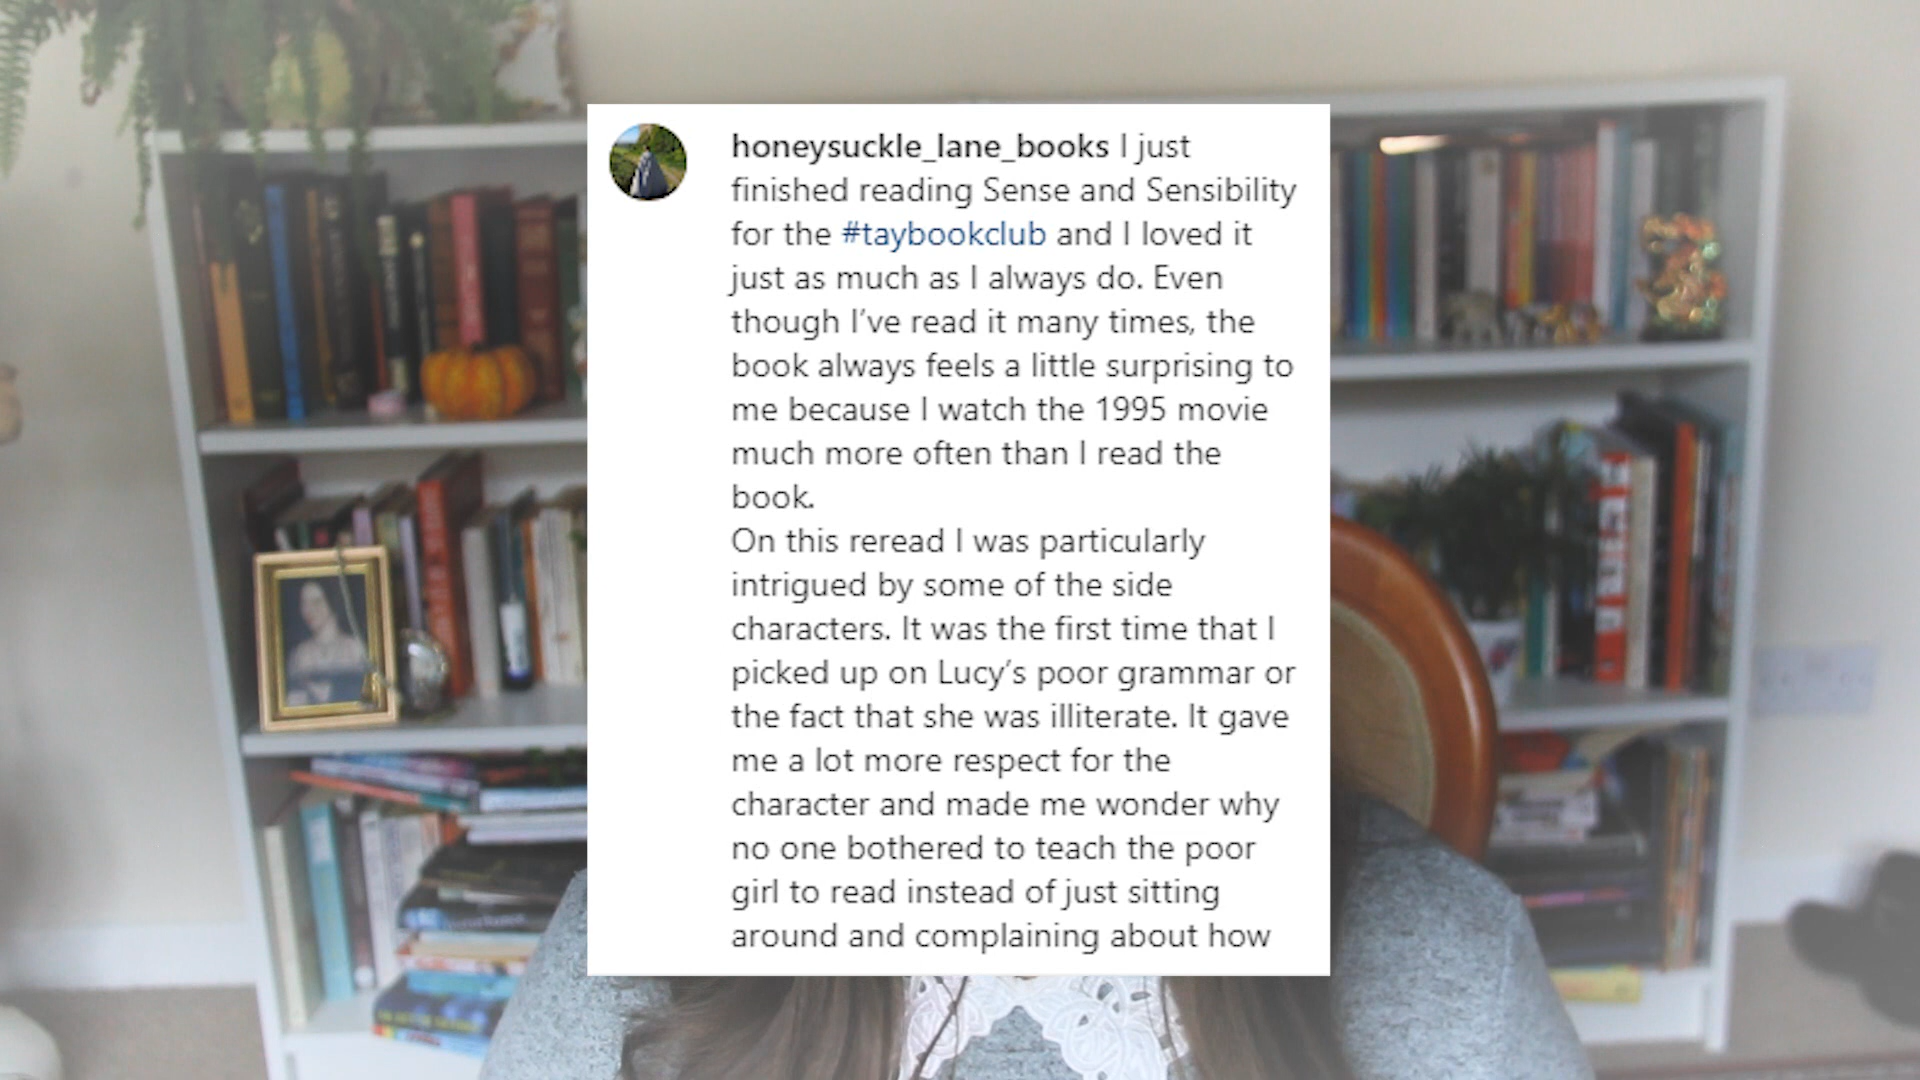 honeysuckle_lane_books I just
finished reading Sense and Sensibility
for the #taybookclub and I loved it
just as much as I always do. Even
though I’ve read it many times, the
book always feels a little surprising to
me because I watch the 1995 movie
much more often than I read the
book.
On this reread I was particularly
intrigued by some of the side
characters. It was the first time that I
picked up on Lucy’s poor grammar or
the fact that she was illiterate. It gave
me a lot more respect for the
character and made me wonder why
no one bothered to teach the poor
girl to read instead of just sitting
around and complaining about how